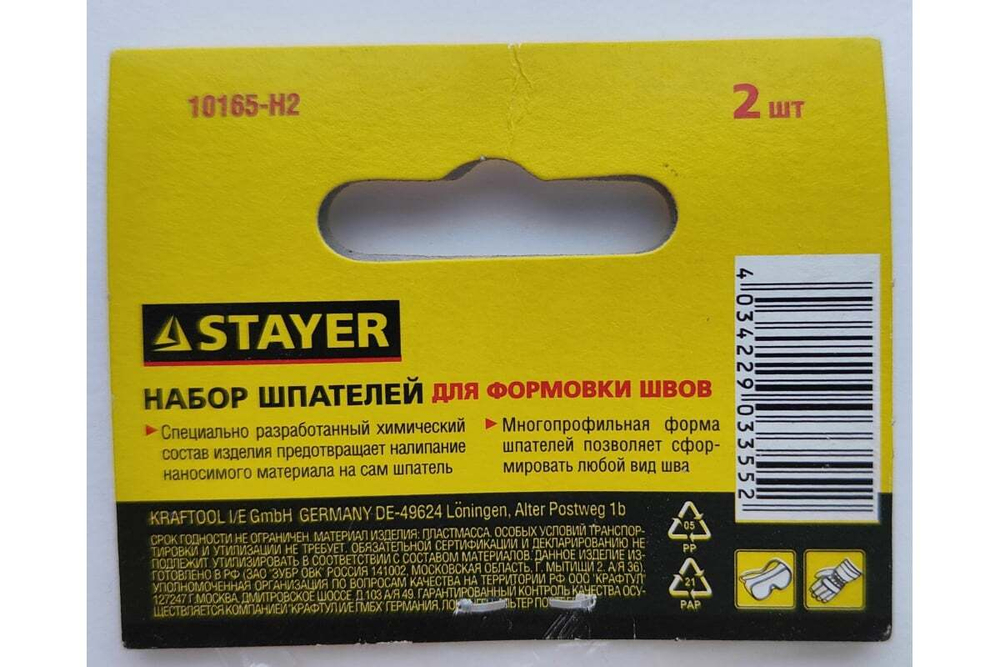 10165-Н2
2 шт
STAYER
НАБОР ШПАТЕЛЕЙ ДЛЯ ФОРМОВКИ ШВОВ
Специально разработанный химический
состав изделия предотвращает налипание
наносимого материала на сам шпатель
Многопрофильная форма
шпателей позволяет сфор-
мировать любой вид шва
4 034229 033552
KRAFTOOL I/E GmbH GERMANY DE-49624 Löningen, Alter Postweg 1b
СРОК ГОДНОСТИ НЕ ОГРАНИЧЕН. МАТЕРИАЛ ИЗДЕЛИЯ: ПЛАСТМАССА. ОСОБЫХ УСЛОВИЙ ТРАНСПОР-
ТИРОВКИ И УТИЛИЗАЦИИ НЕ ТРЕБУЕТ. ОБЯЗАТЕЛЬНОЙ СЕРТИФИКАЦИИ И ДЕКЛАРИРОВАНИЮ НЕ
ПОДЛЕЖИТ. УТИЛИЗИРОВАТЬ В СООТВЕТСТВИИ С СОСТАВОМ МАТЕРИАЛОВ. ДАННОЕ ИЗДЕЛИЕ ИЗ-
ГОТОВЛЕНО В РФ (ЗАО "ЗУБР ОВК" РОССИЯ 141002, МОСКОВСКАЯ ОБЛАСТЬ, Г. МЫТИЩИ 2, А/Я 36).
УПОЛНОМОЧЕННАЯ ОРГАНИЗАЦИЯ ПО ВОПРОСАМ КАЧЕСТВА НА ТЕРРИТОРИИ РФ ООО "КРАФТУЛ"
127247 Г.МОСКВА, ДМИТРОВСКОЕ ШОССЕ Д.103 А/Я 49. ГАРАНТИРОВАННЫЙ КОНТРОЛЬ КАЧЕСТВА ОСУ-
ЩЕСТВЛЯЕТСЯ КОМПАНИЕЙ "КРАФТУЛ И/Е ГМБХ" ГЕРМАНИЯ,
05
PP
21
PAP